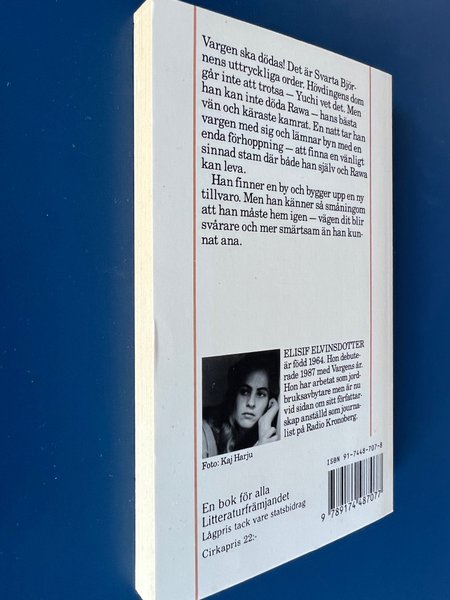 Vargen ska dödas! Det är Svarta Björ-
nens uttryckliga order. Hövdingens dom
går inte att trotsa — Yuchi vet det. Men
han kan inte döda Rawa — hans bästa
vän och käraste kamrat. En natt tar han
vargen med sig och lämnar byn med en
enda förhoppning — att finna en vänligt
sinnad stam där både han själv och Rawa
kan leva.
Han finner en by och bygger upp en ny
tillvaro. Men han känner så småningom
att han måste hem igen — vägen dit blir
svårare och mer smärtsam än han kun-
nat ana.
ELISIF ELVINSDOTTER
är född 1964. Hon debute-
rade 1987 med Vargens år.
Hon har arbetat som jord-
bruksavbytare men är nu
vid sidan om sitt författar-
skap anställd som journa-
list på Radio Kronoberg.
Foto: Kaj Harju
En bok för alla
Litteraturfrämjandet
Lågpris tack vare statsbidrag
Cirkapris 22:-
ISBN 91-7448-707-8
9 789174 487077